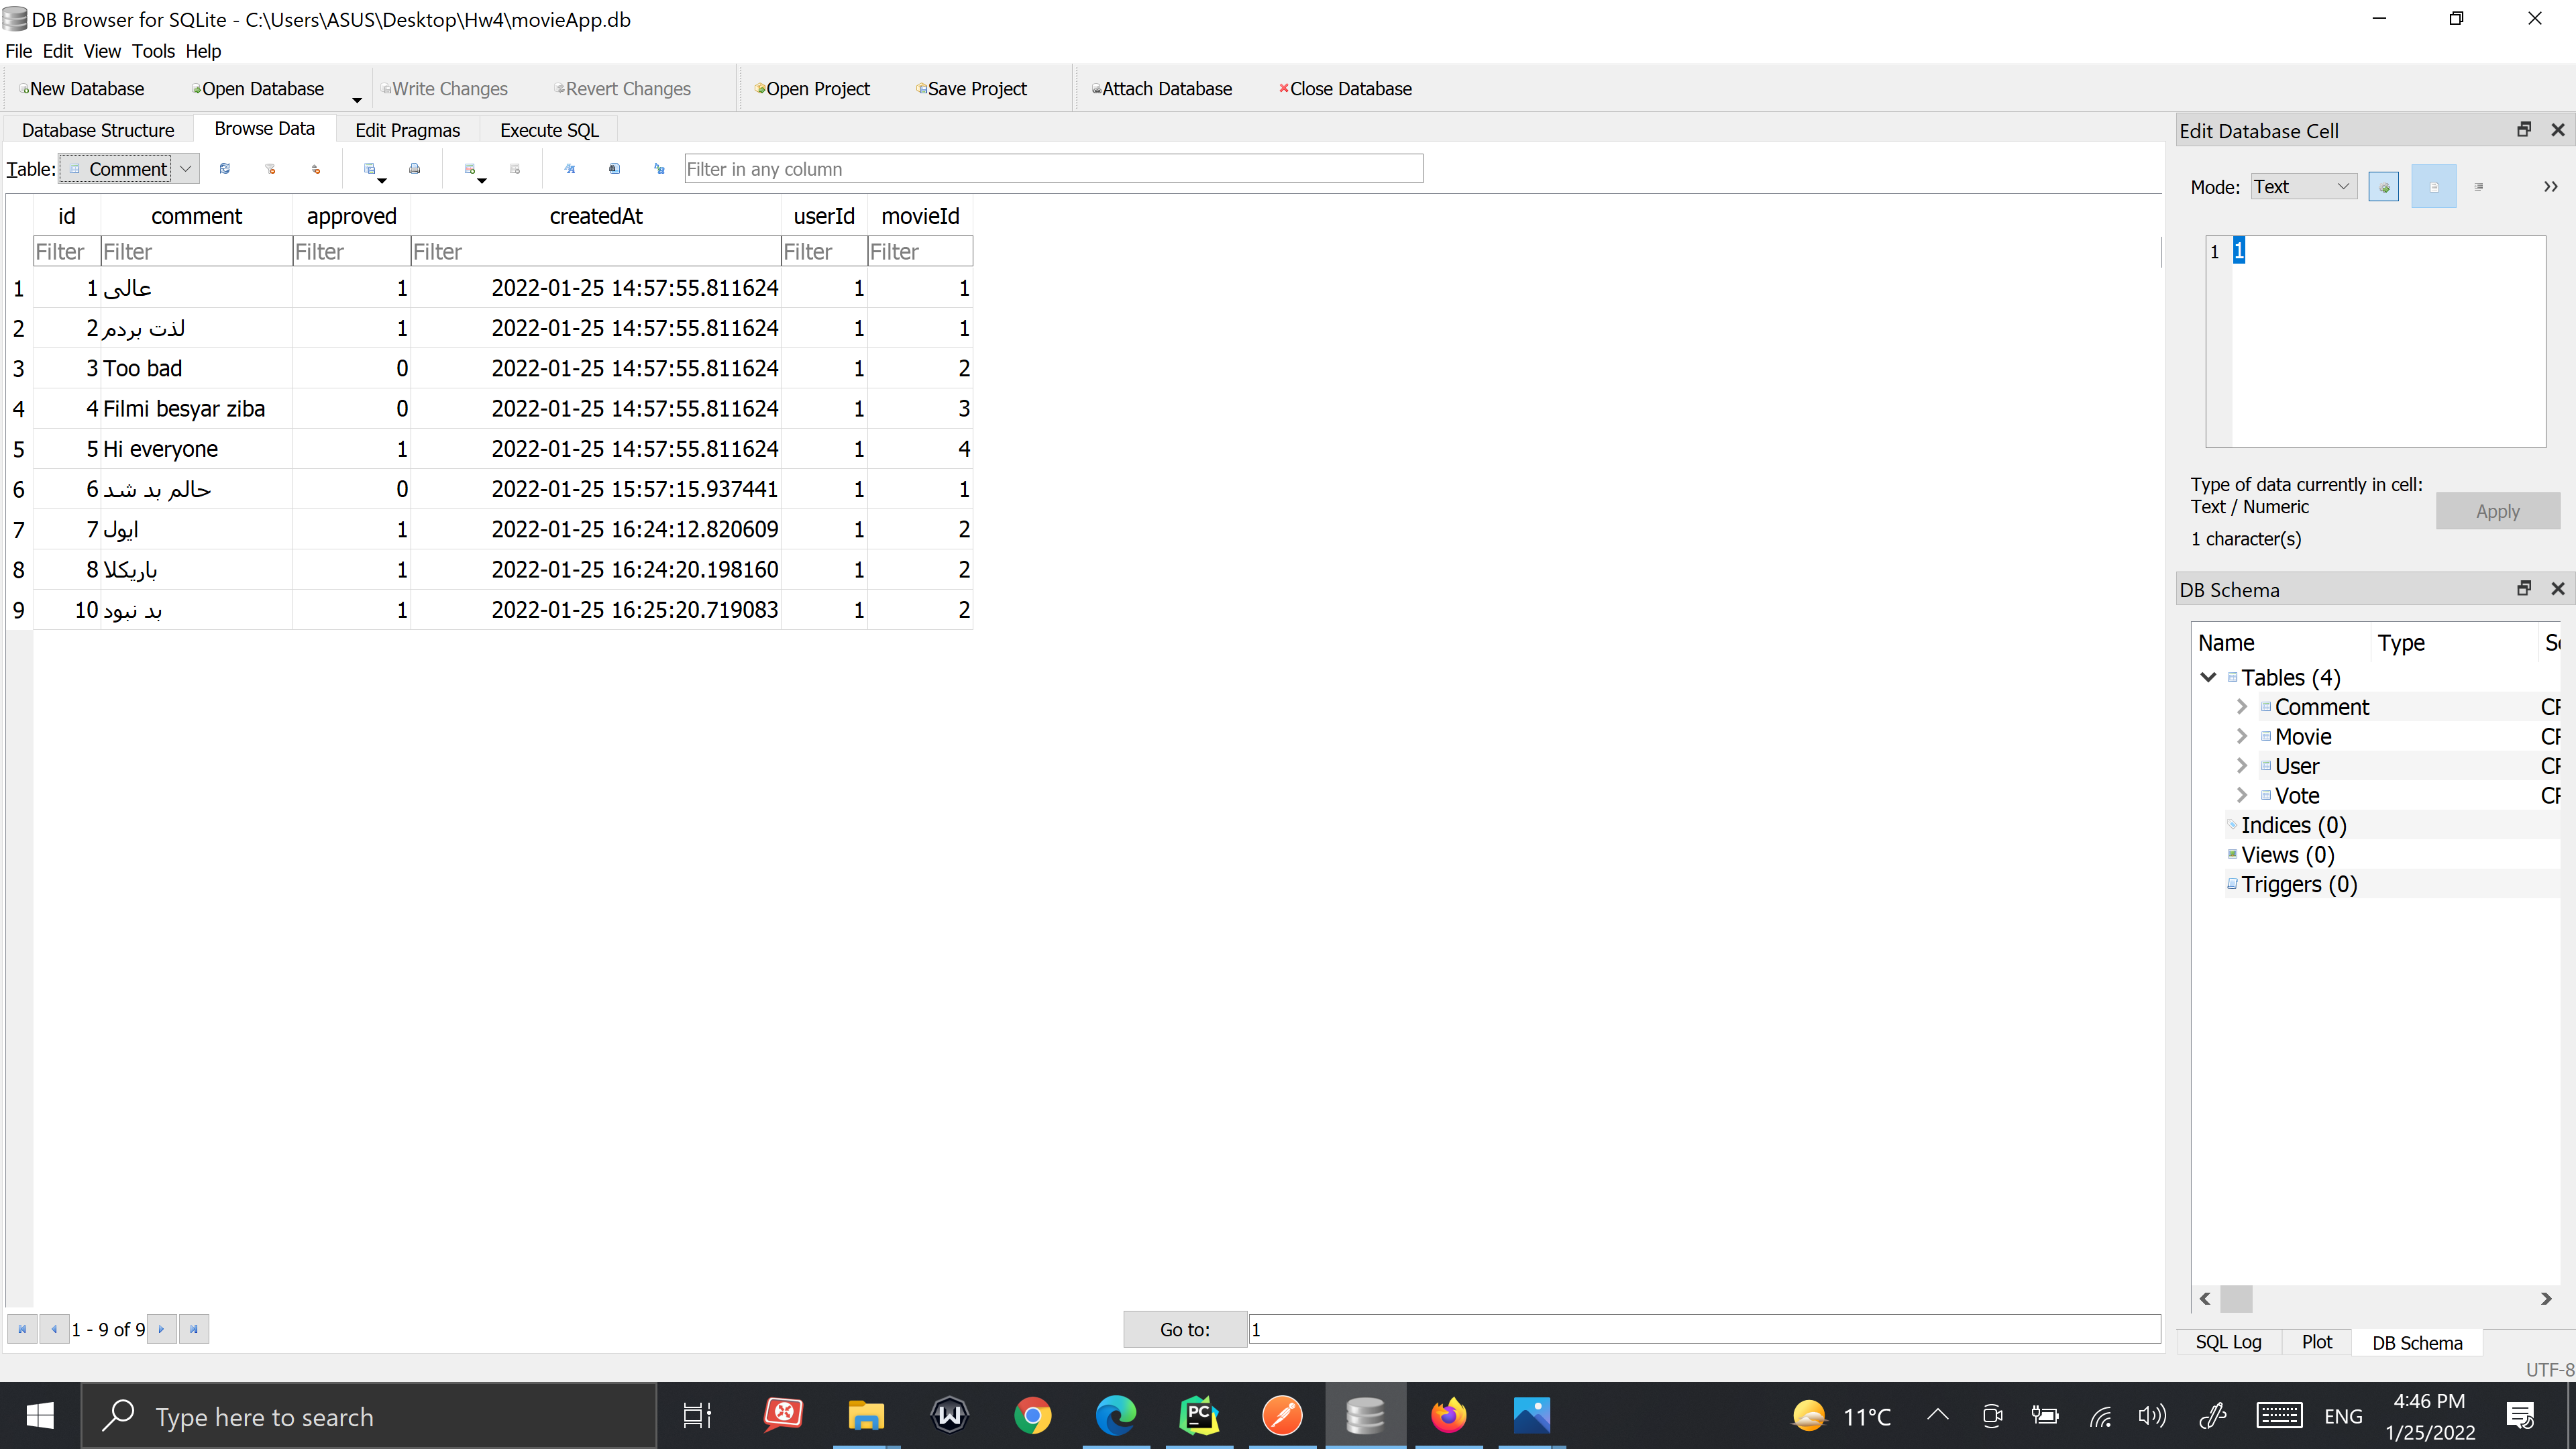 DB Browser for SQLite - C:\Users\ASUS\Desktop\Hw4\movieApp.db
File Edit View Tools Help
New Database Open Database Write Changes Revert Changes Open Project Save Project Attach Database Close Database
Database Structure Browse Data Edit Pragmas Execute SQL
Table: Comment Filter in any column
id comment approved createdAt userId movieId
Filter Filter Filter Filter Filter Filter
1 1 عالی 1 2022-01-25 14:57:55.811624 1 1
2 2 لذت بردم 1 2022-01-25 14:57:55.811624 1 1
3 3 Too bad 0 2022-01-25 14:57:55.811624 1 2
4 4 Filmi besyar ziba 0 2022-01-25 14:57:55.811624 1 3
5 5 Hi everyone 1 2022-01-25 14:57:55.811624 1 4
6 6 حالم بد شد 0 2022-01-25 15:57:15.937441 1 1
7 7 ایول 1 2022-01-25 16:24:12.820609 1 2
8 8 باریکلا 1 2022-01-25 16:24:20.198160 1 2
9 10 بد نبود 1 2022-01-25 16:25:20.719083 1 2
1 - 9 of 9 Go to: 1
Edit Database Cell
Mode: Text
1 1
Type of data currently in cell:
Text / Numeric
Apply
1 character(s)
DB Schema
Name Type
Tables (4)
Comment
Movie
User
Vote
Indices (0)
Views (0)
Triggers (0)
SQL Log Plot DB Schema
UTF-8
Type here to search
PC
W
11°C
ENG
4:46 PM
1/25/2022